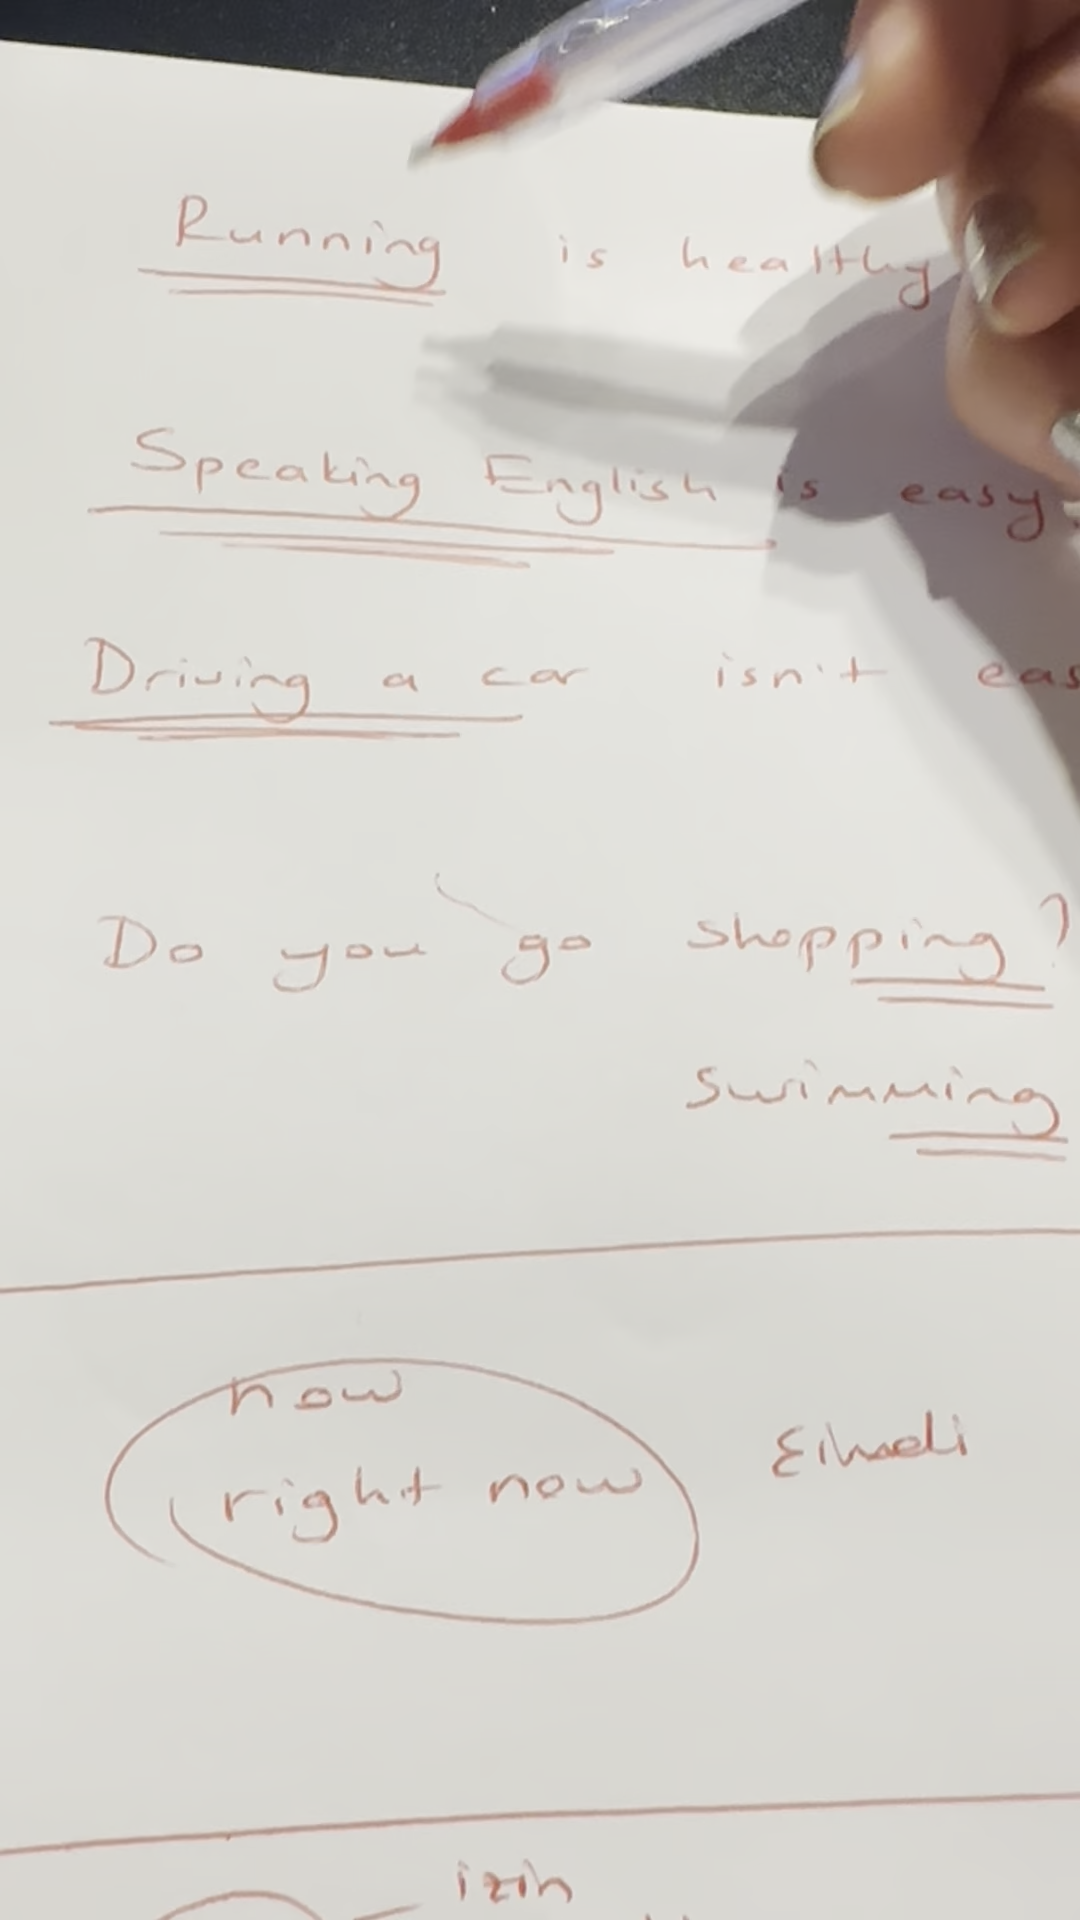 Running is healthy
Speaking English is easy.
Driving a car isn't eas
Do you go shopping?
swimming
now
right now Şimdi
izin